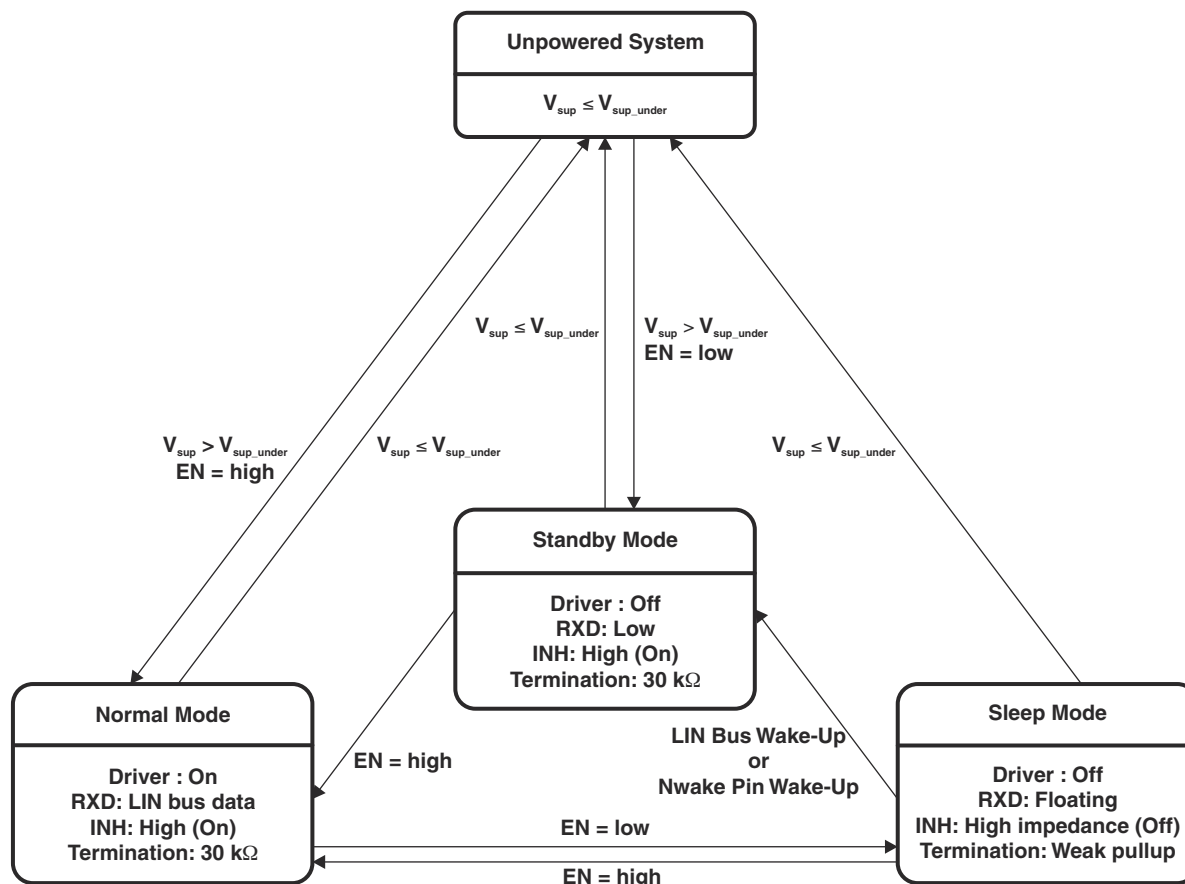 Unpowered System
Vsup ≤ Vsup_under
Vsup ≤ Vsup_under
Vsup > Vsup_under
EN = low
Vsup > Vsup_under
EN = high
Vsup ≤ Vsup_under
Vsup ≤ Vsup_under
Standby Mode
Driver : Off
RXD: Low
INH: High (On)
Termination: 30 kΩ
Normal Mode
Driver : On
RXD: LIN bus data
INH: High (On)
Termination: 30 kΩ
EN = high
LIN Bus Wake-Up
or
Nwake Pin Wake-Up
Sleep Mode
Driver : Off
RXD: Floating
INH: High impedance (Off)
Termination: Weak pullup
EN = low
EN = high